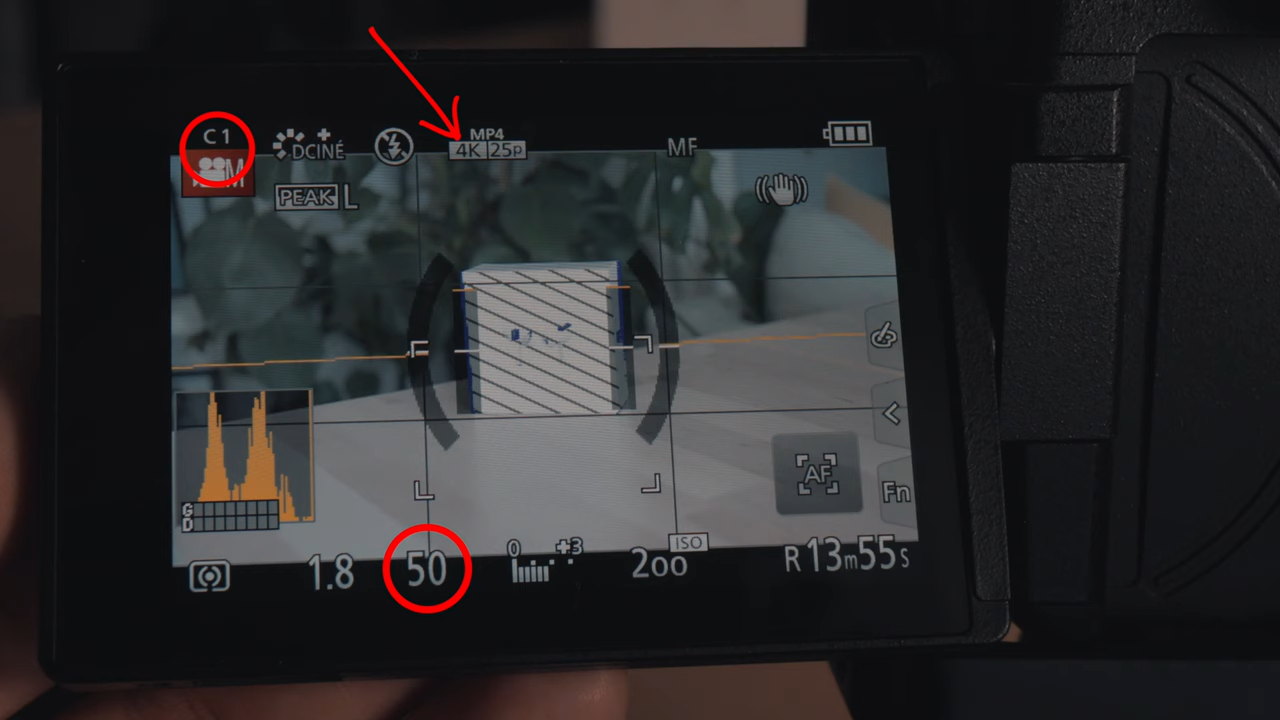 C1
DCINÉ
MP4
4K 25p
MF
M
PEAK L
AF
Fn
G
D
1.8
50
0 +3
200
ISO
R13m55s